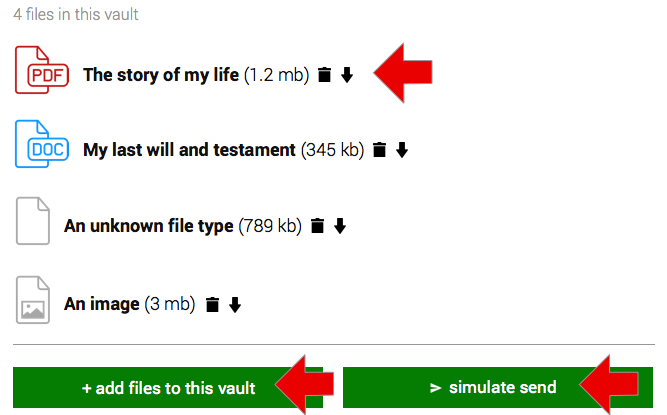 4 files in this vault
PDF The story of my life (1.2 mb)
DOC My last will and testament (345 kb)
An unknown file type (789 kb)
An image (3 mb)
+ add files to this vault
simulate send